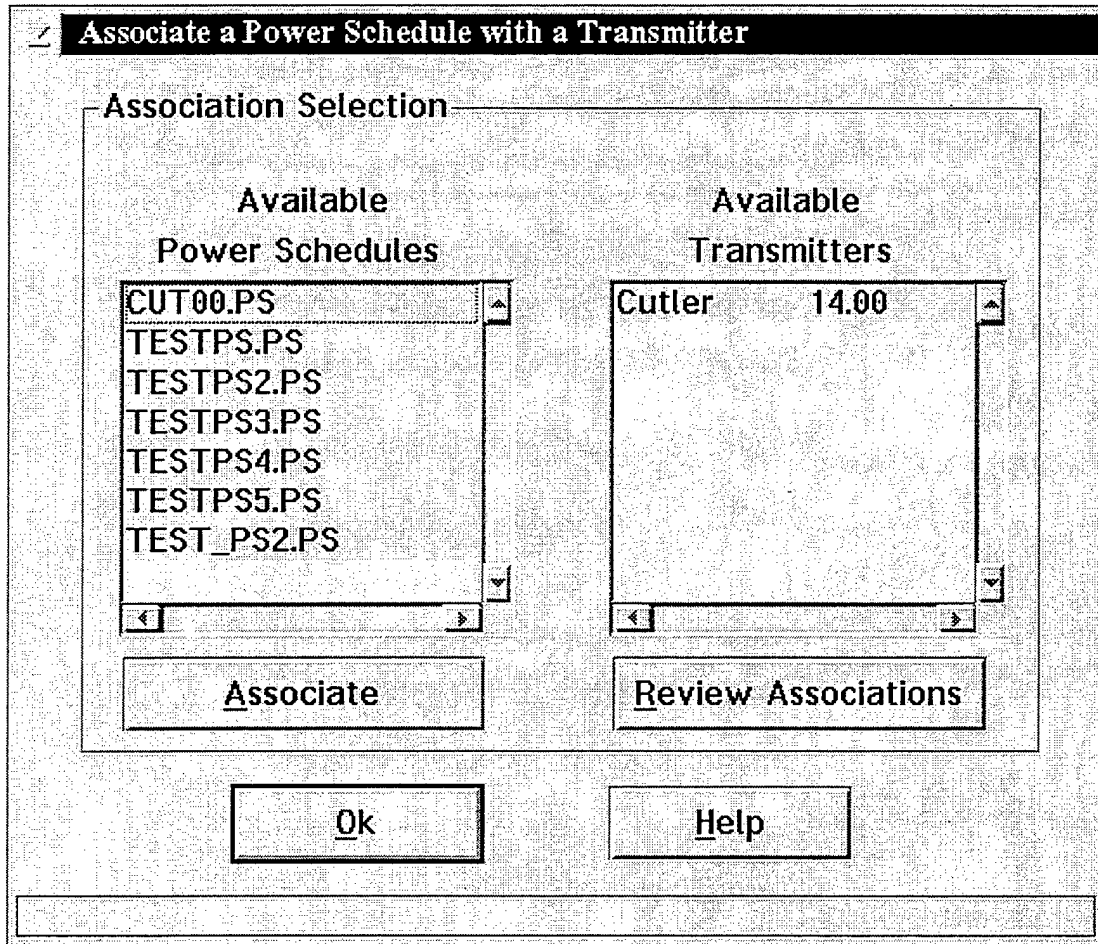 Associate a Power Schedule with a Transmitter
Association Selection
Available
Power Schedules
CUT00.PS
TESTPS.PS
TESTPS2.PS
TESTPS3.PS
TESTPS4.PS
TESTPS5.PS
TEST_PS2.PS
Associate
Available
Transmitters
Cutler 14.00
Review Associations
Ok
Help